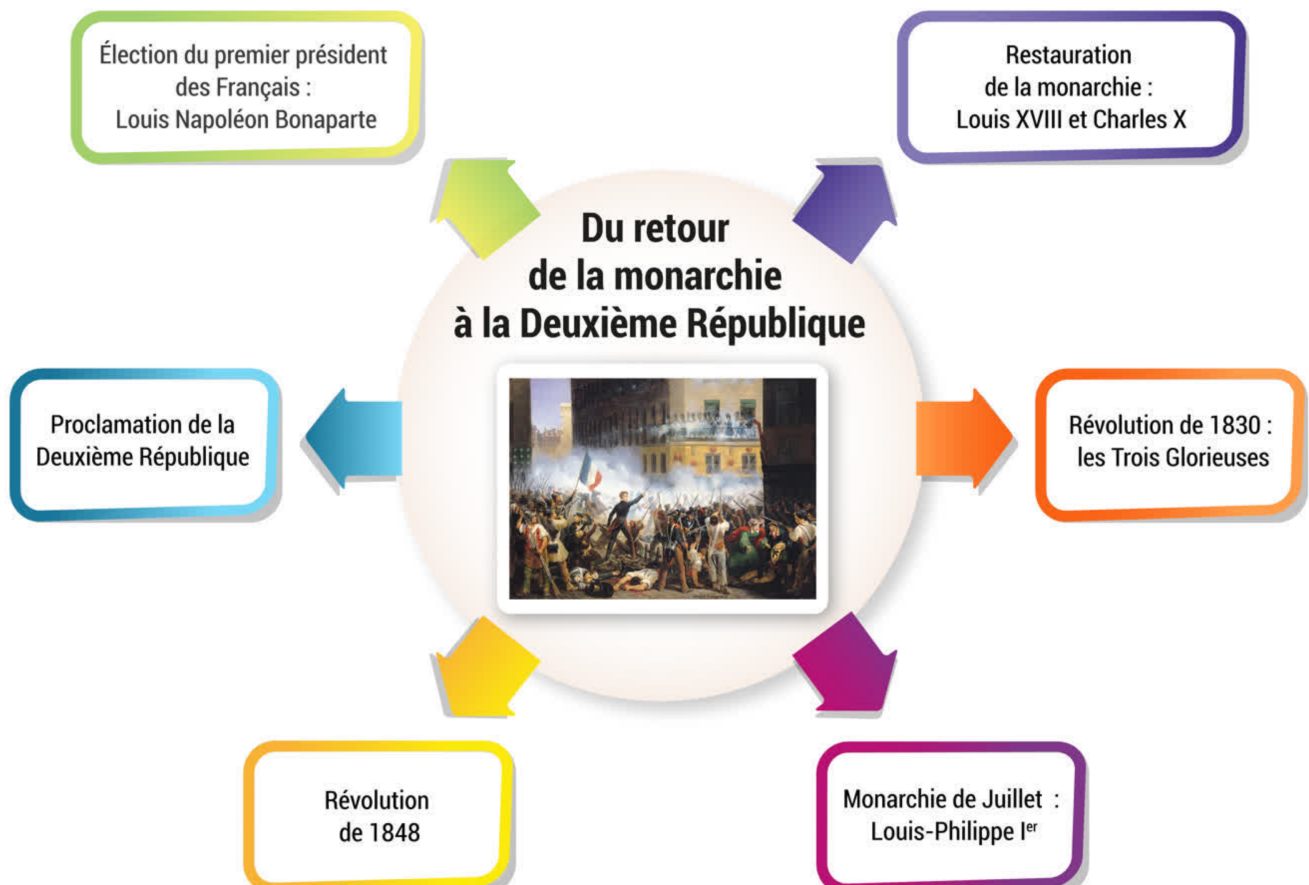 Élection du premier président
des Français :
Louis Napoléon Bonaparte
Restauration
de la monarchie :
Louis XVIII et Charles X
Du retour
de la monarchie
à la Deuxième République
Proclamation de la
Deuxième République
Révolution de 1830 :
les Trois Glorieuses
Révolution
de 1848
Monarchie de Juillet :
Louis-Philippe Iᵉʳ